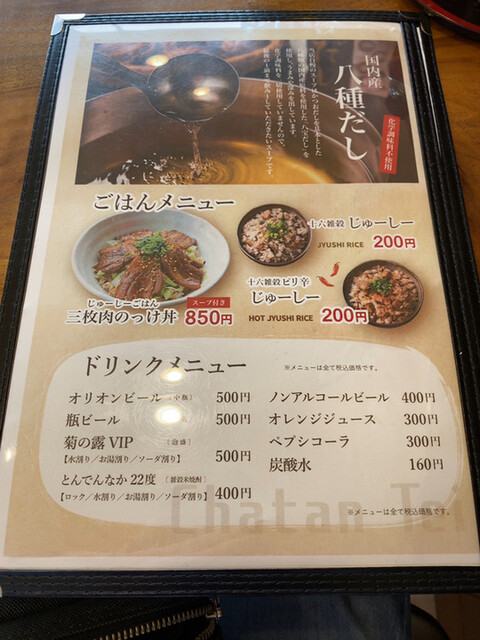 国内産
八種だし
化学調味料不使用
ごはんメニュー
十六雑穀 じゅーしー
JYUSHI RICE 200円
十六雑穀ピリ辛
じゅーしー
HOT JYUSHI RICE 200円
じゅーしーごはん
三枚肉のっけ丼
スープ付き
850円
ドリンクメニュー
※メニューは全て税込価格です。
オリオンビール 500円
瓶ビール 500円
菊の露VIP [泡盛] 500円
【水割り/お湯割り/ソーダ割り】
とんでんなか22度 [雑穀米焼酎] 400円
【ロック/水割り/お湯割り/ソーダ割り】
ノンアルコールビール 400円
オレンジジュース 300円
ペプシコーラ 300円
炭酸水 160円
Chatan
※メニューは全て税込価格です。